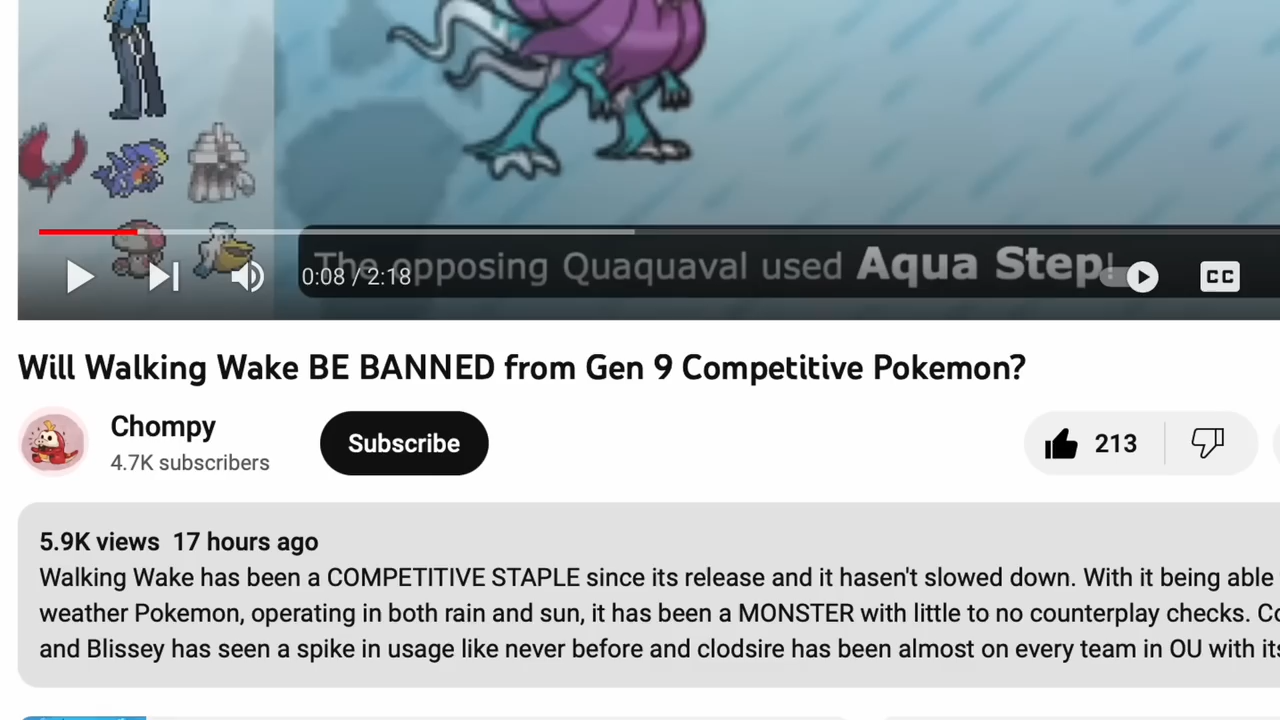 The opposing Quaquaval used Aqua Step!
0:08 / 2:18
CC
Will Walking Wake BE BANNED from Gen 9 Competitive Pokemon?
Chompy
4.7K subscribers
Subscribe
213
5.9K views 17 hours ago
Walking Wake has been a COMPETITIVE STAPLE since its release and it hasen't slowed down. With it being able
weather Pokemon, operating in both rain and sun, it has been a MONSTER with little to no counterplay checks. Co
and Blissey has seen a spike in usage like never before and clodsire has been almost on every team in OU with its